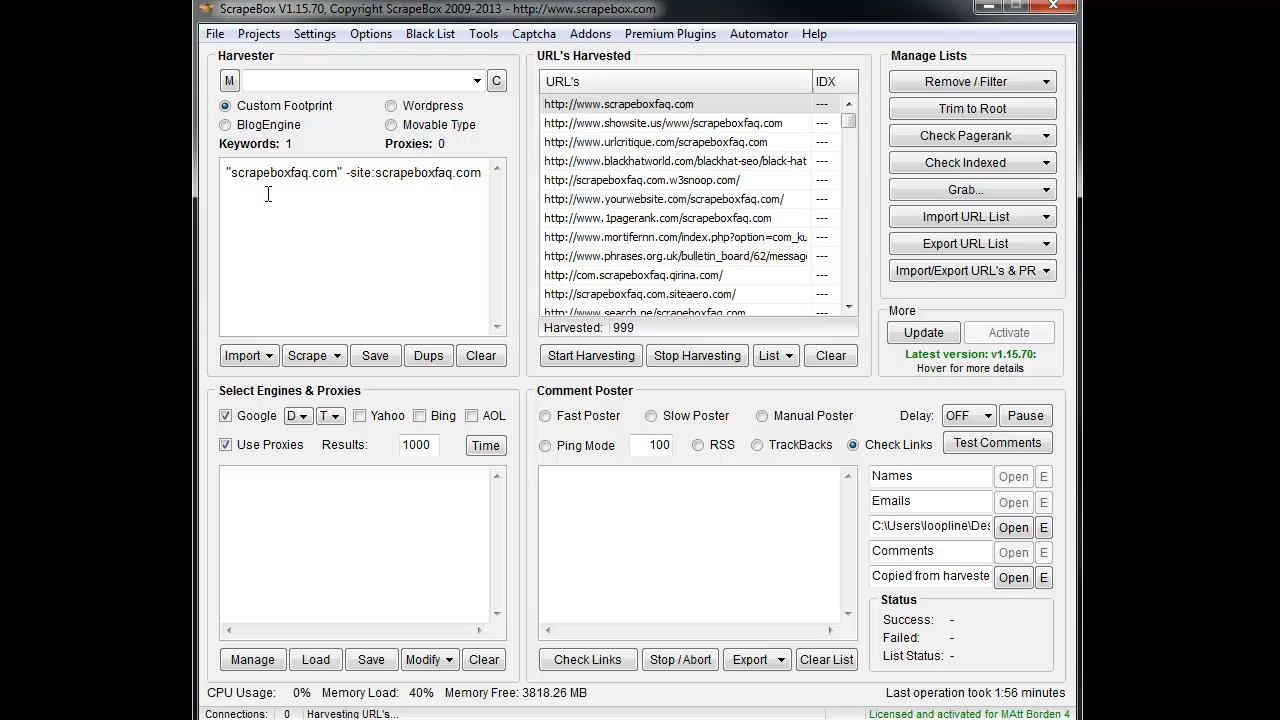 ScrapeBox V1.15.70, Copyright ScrapeBox 2009-2013 - http://www.scrapebox.com
File Projects Settings Options Black List Tools Captcha Addons Premium Plugins Automator Help
Harvester
M C
Custom Footprint Wordpress
BlogEngine Movable Type
Keywords: 1 Proxies: 0
"scrapeboxfaq.com" -site:scrapeboxfaq.com
Import Scrape Save Dups Clear
URL's Harvested
URL's IDX
http://www.scrapeboxfaq.com ---
http://www.showsite.us/www/scrapeboxfaq.com ---
http://www.urlcritique.com/scrapeboxfaq.com ---
http://www.blackhatworld.com/blackhat-seo/black-hat ---
http://scrapeboxfaq.com.w3snoop.com/ ---
http://www.yourwebsite.com/scrapeboxfaq.com/ ---
http://www.1pagerank.com/scrapeboxfaq.com ---
http://www.mortifernn.com/index.php?option=com_ku ---
http://www.phrases.org.uk/bulletin_board/62/message ---
http://com.scrapeboxfaq.qirina.com/ ---
http://scrapeboxfaq.com.siteaero.com/ ---
http://www.search.pe/scrapeboxfaq.com ---
Harvested: 999
Start Harvesting Stop Harvesting List Clear
Manage Lists
Remove / Filter
Trim to Root
Check Pagerank
Check Indexed
Grab...
Import URL List
Export URL List
Import/Export URL's & PR
More
Update Activate
Latest version: v1.15.70:
Hover for more details
Select Engines & Proxies
Google D T Yahoo Bing AOL
Use Proxies Results: 1000 Time
Manage Load Save Modify Clear
Comment Poster
Fast Poster Slow Poster Manual Poster Delay: OFF Pause
Ping Mode 100 RSS TrackBacks Check Links Test Comments
Names Open E
Emails Open E
C:\Users\loopline\Des Open E
Comments Open E
Copied from harveste Open E
Status
Success: -
Failed: -
List Status: -
Check Links Stop / Abort Export Clear List
CPU Usage: 0% Memory Load: 40% Memory Free: 3818.26 MB Last operation took 1:56 minutes
Connections: 0 Harvesting URL's... Licensed and activated for MAtt Borden 4